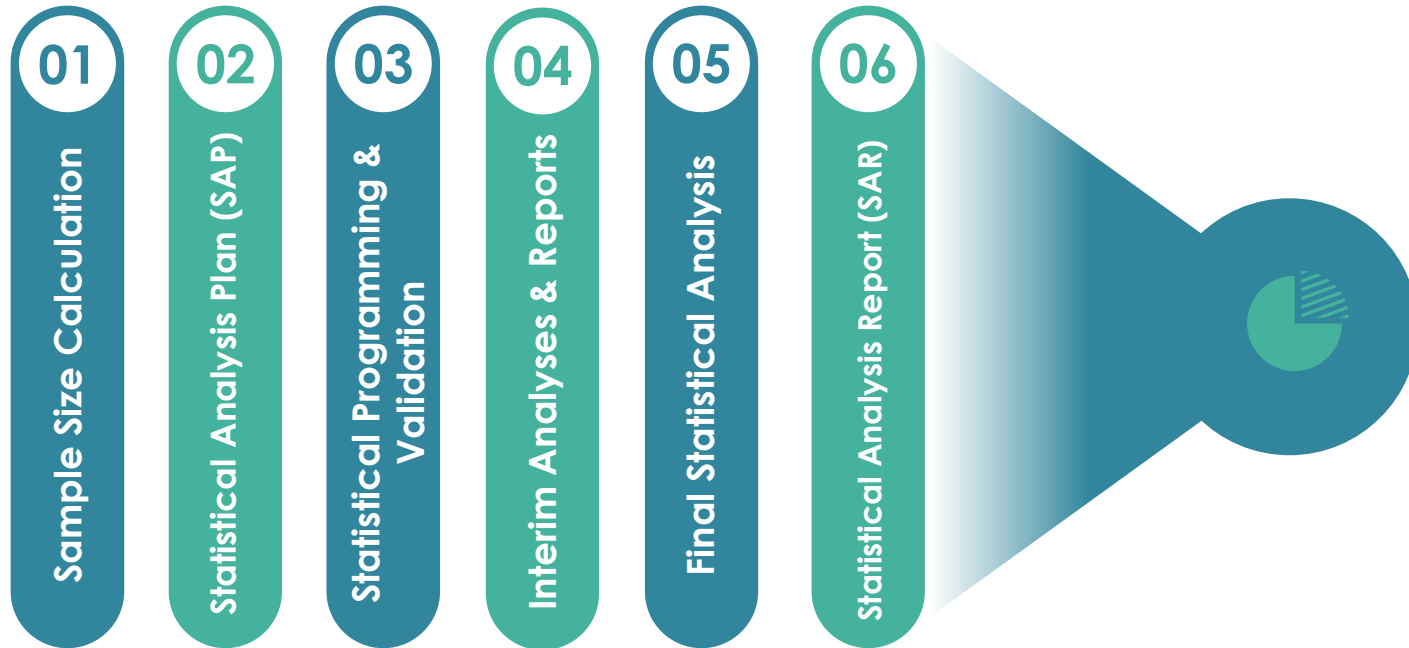 01
Sample Size Calculation
02
Statistical Analysis Plan (SAP)
03
Statistical Programming &
Validation
04
Interim Analyses & Reports
05
Final Statistical Analysis
06
Statistical Analysis Report (SAR)